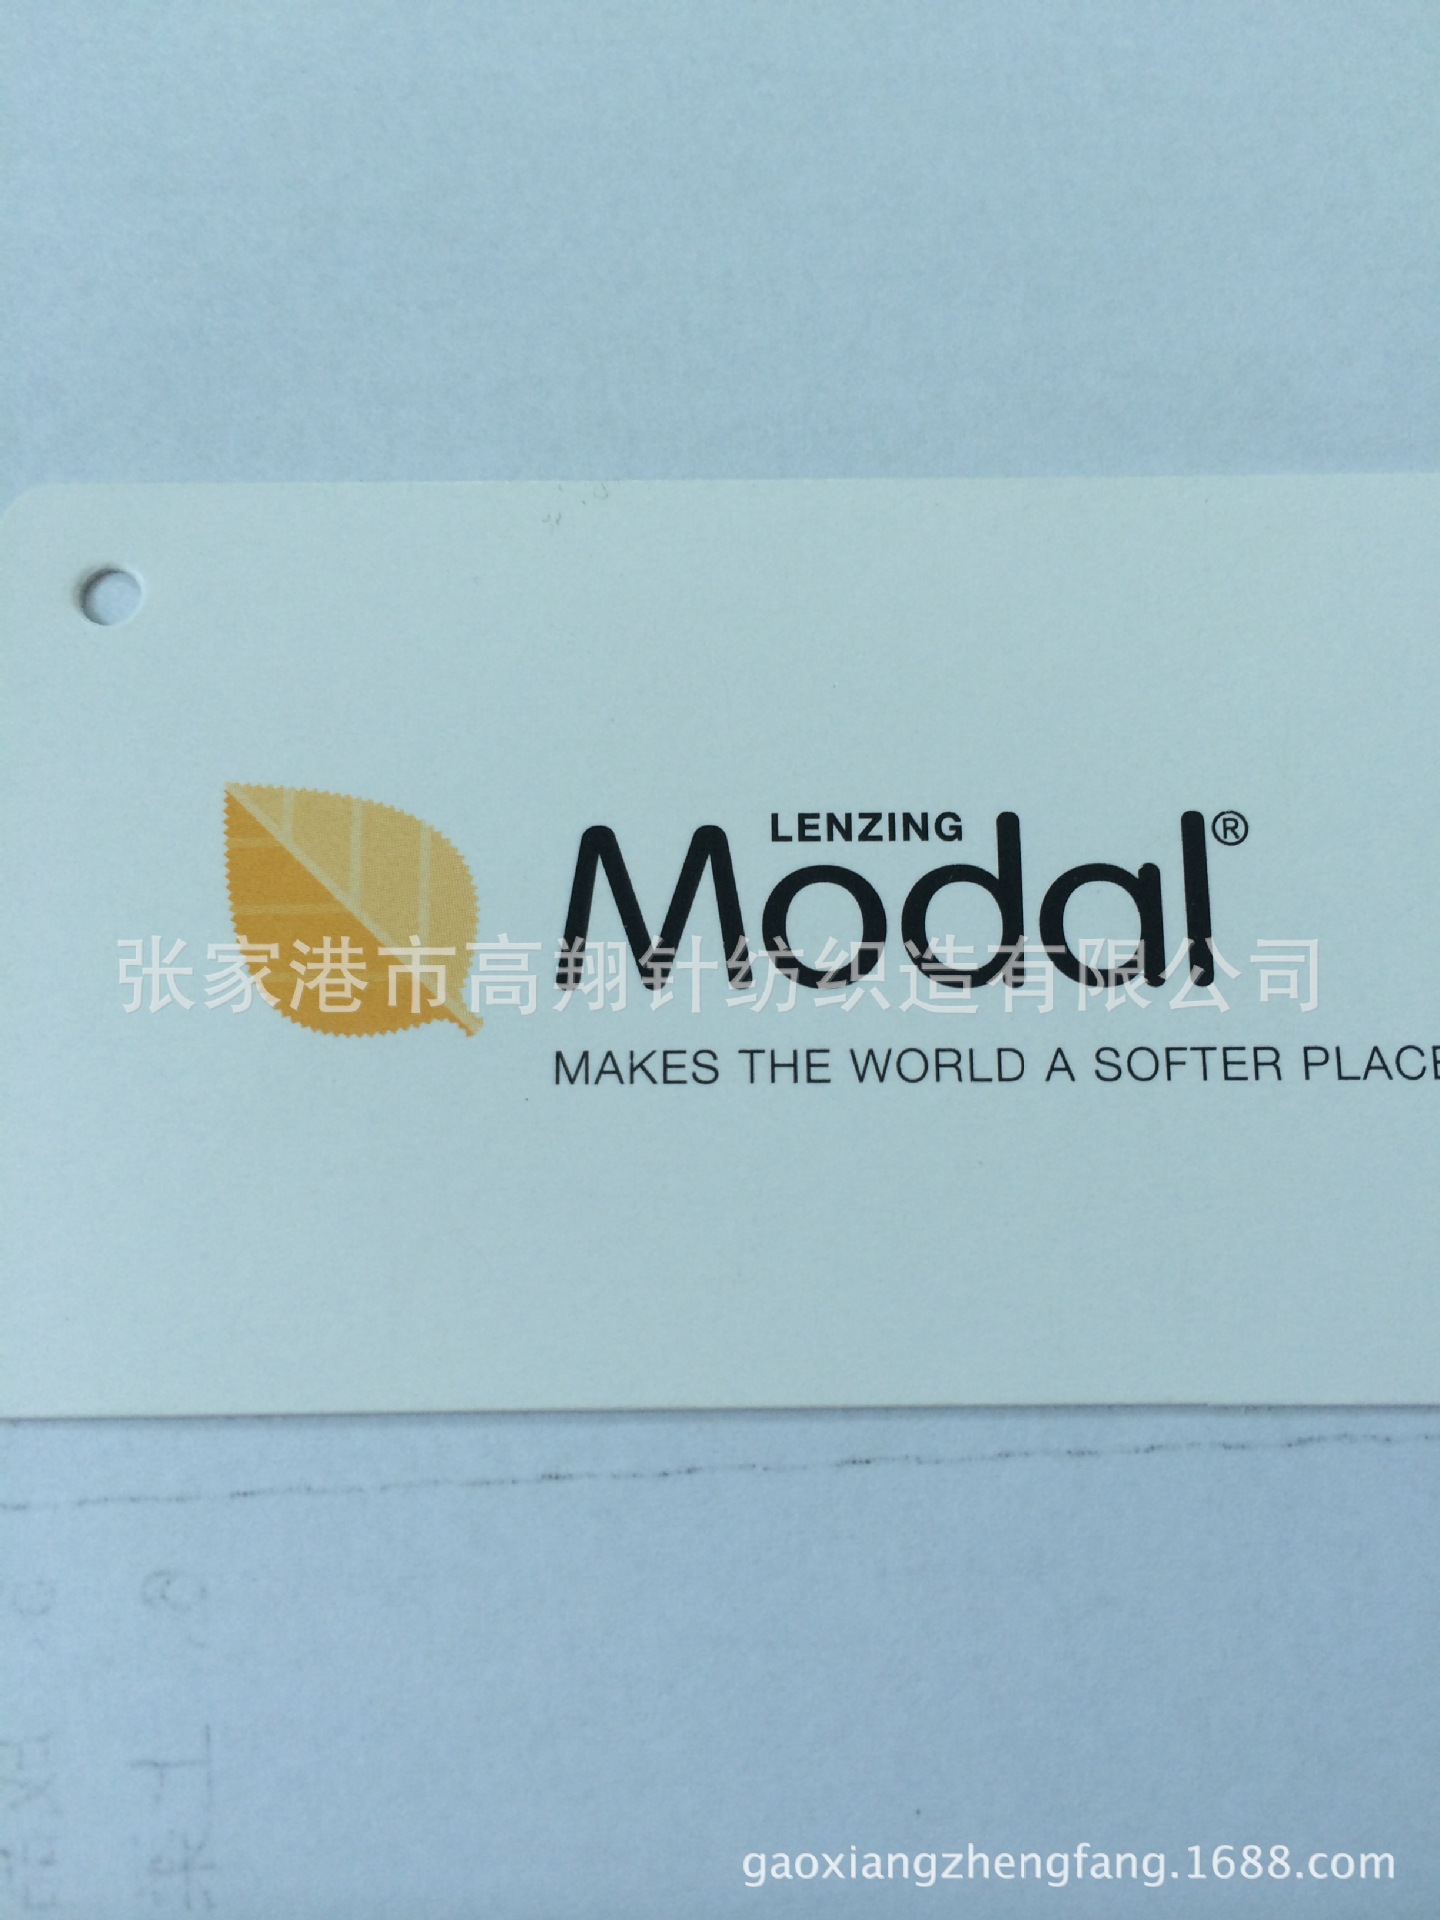 LENZING
Modal®
张家港市高翔针纺织造有限公司
MAKES THE WORLD A SOFTER PLACE
gaoxiangzhengfang.1688.com